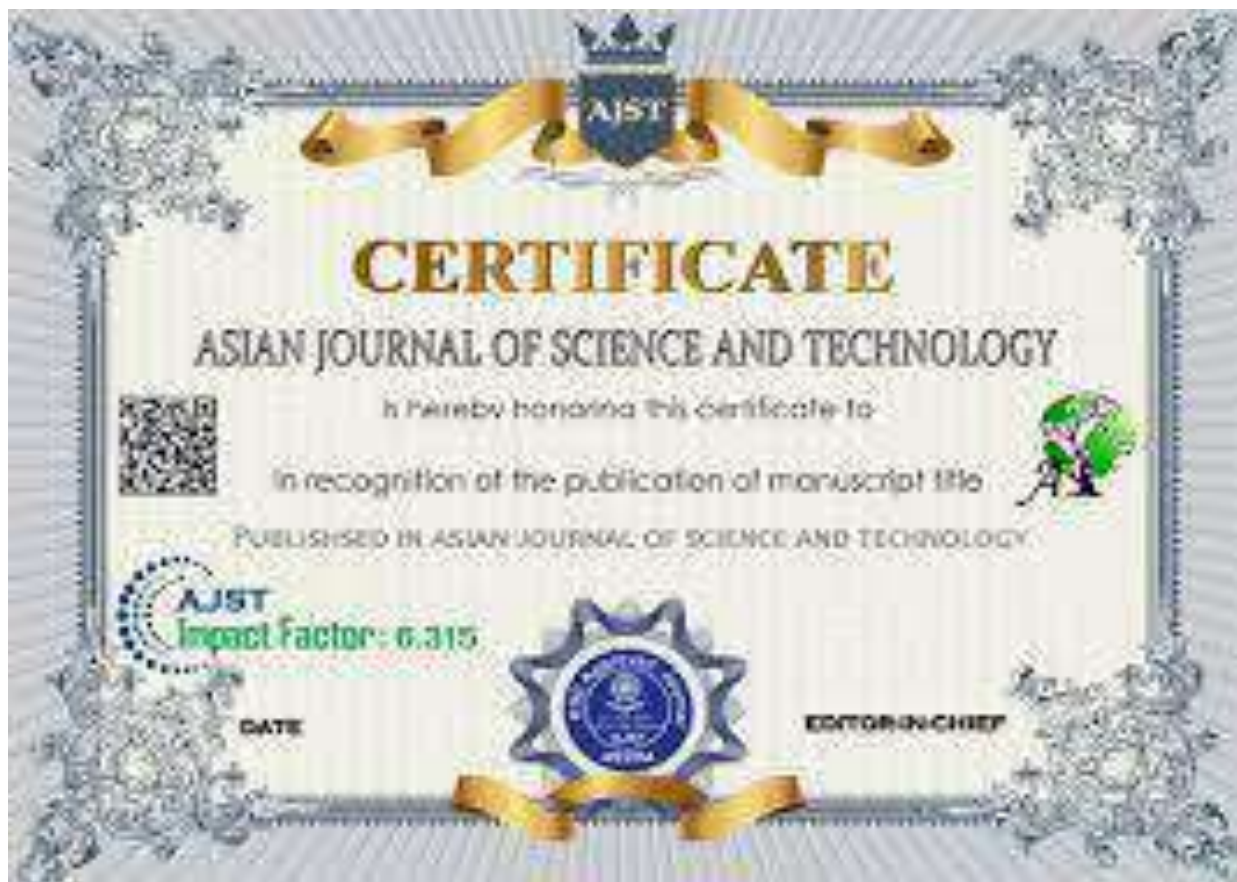 AJST
CERTIFICATE
ASIAN JOURNAL OF SCIENCE AND TECHNOLOGY
Is hereby honoring this certificate to
In recognition of the publication of manuscript title
PUBLISHSED IN ASIAN JOURNAL OF SCIENCE AND TECHNOLOGY
AJST
Impact Factor: 6.315
DATE
EDITOR-IN-CHIEF